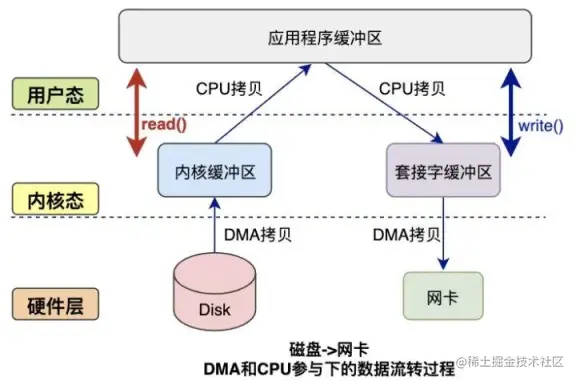 应用程序缓冲区
用户态
CPU拷贝
CPU拷贝
read()
write()
内核缓冲区
套接字缓冲区
内核态
DMA拷贝
DMA拷贝
硬件层
Disk
网卡
磁盘->网卡
DMA和CPU参与下的数据流转过程
@稀土掘金技术社区